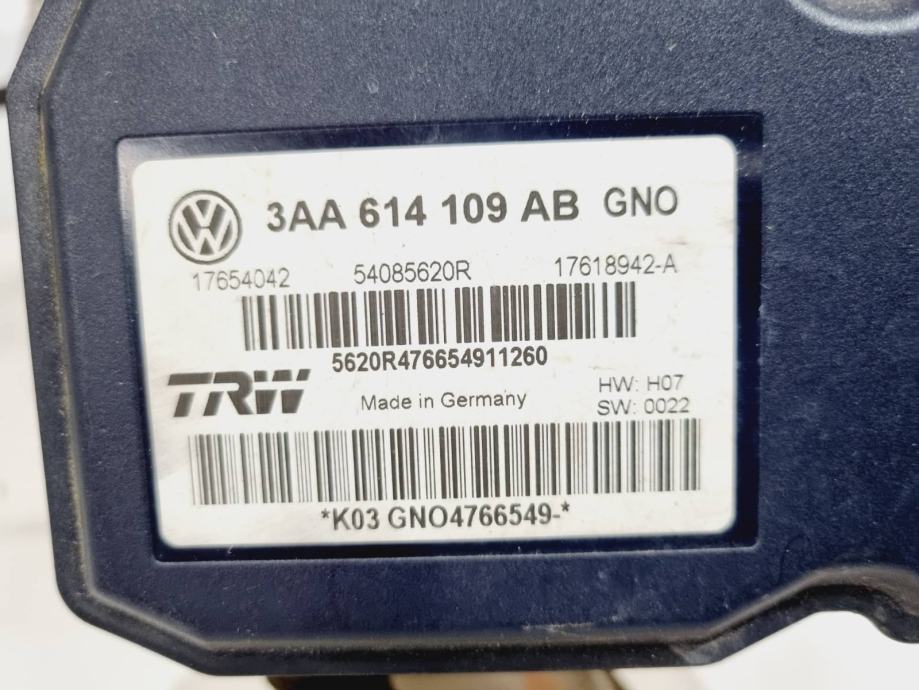 3AA 614 109 AB GNO
17654042 54085620R 17618942-A
5620R476654911260
TRW Made in Germany HW: H07
SW: 0022
*K03 GNO4766549-*